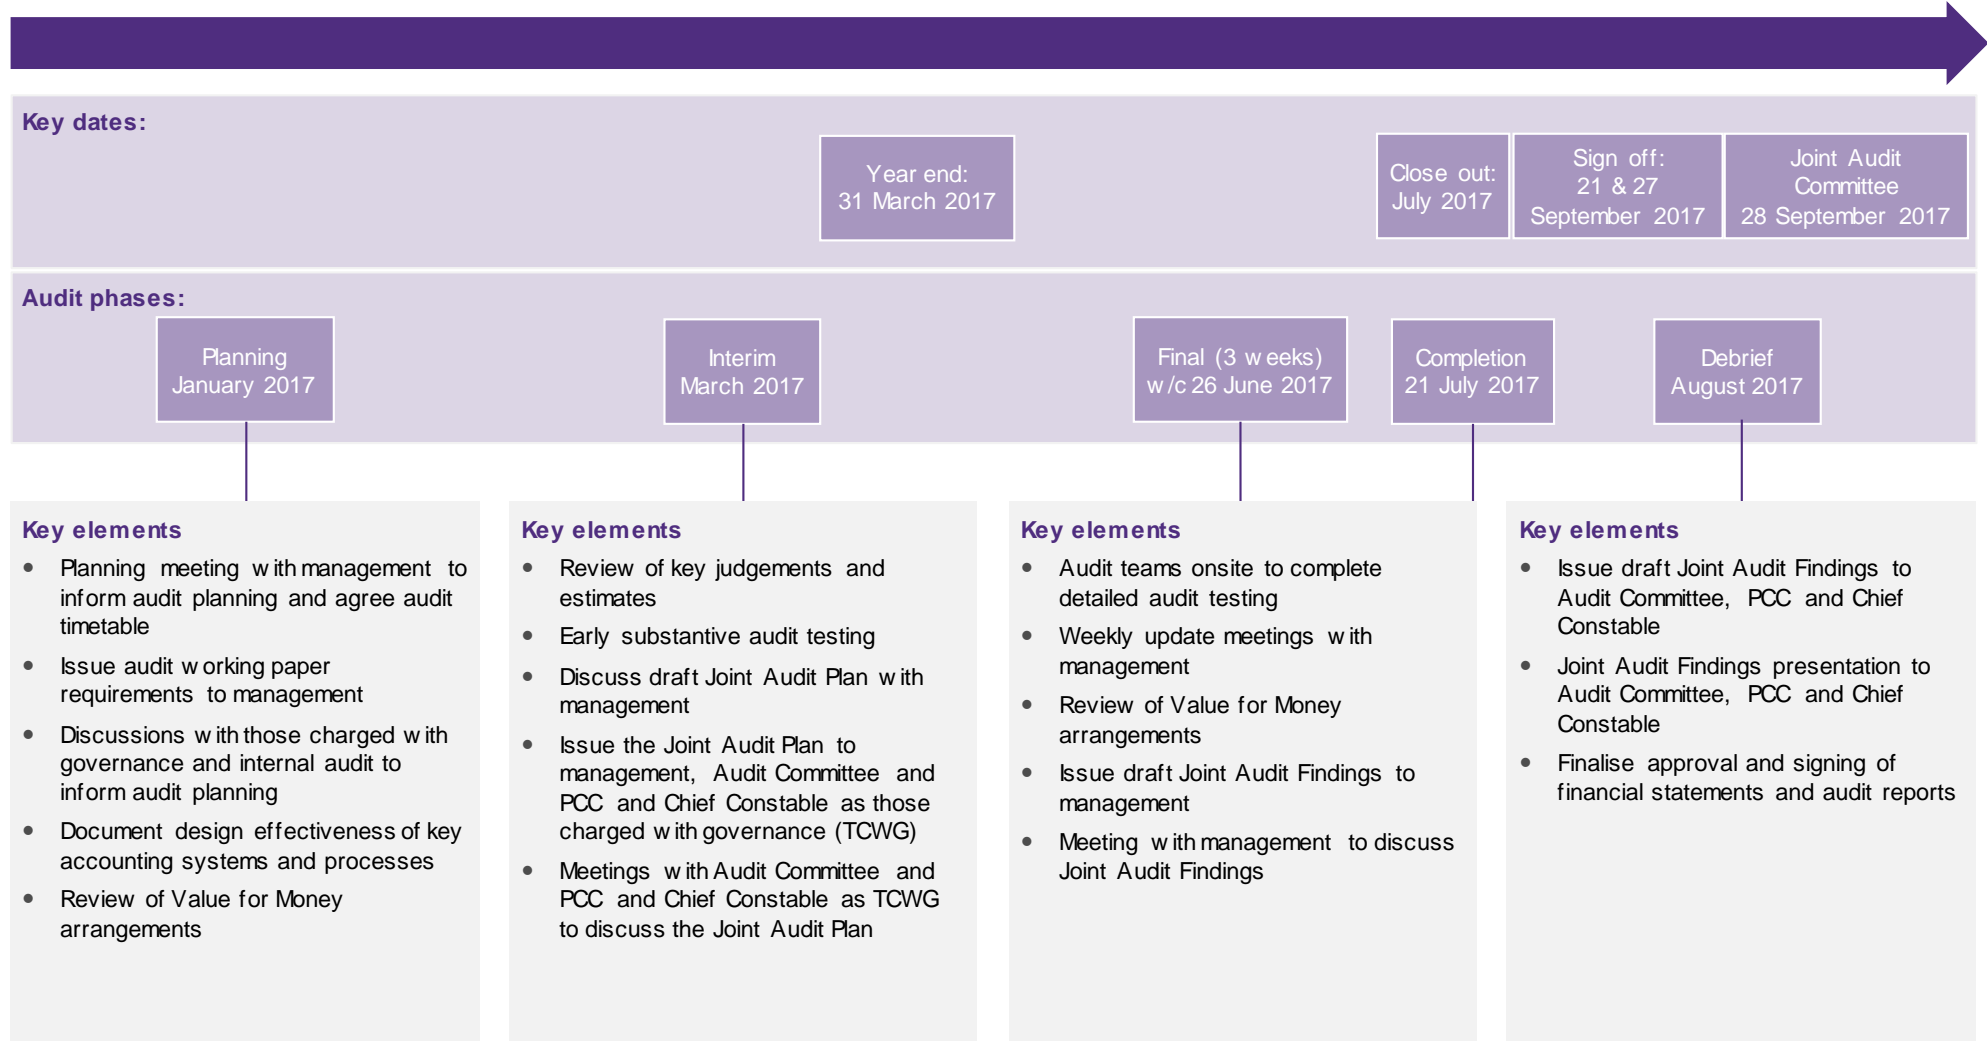 Key dates:
Year end:
31 March 2017
Close out:
July 2017
Sign off:
21 & 27
September 2017
Joint Audit
Committee
28 September 2017
Audit phases:
Planning
January 2017
Interim
March 2017
Final (3 weeks)
w/c 26 June 2017
Completion
21 July 2017
Debrief
August 2017
Key elements
• Planning meeting with management to
inform audit planning and agree audit
timetable
• Issue audit working paper
requirements to management
• Discussions with those charged with
governance and internal audit to
inform audit planning
• Document design effectiveness of key
accounting systems and processes
• Review of Value for Money
arrangements
Key elements
• Review of key judgements and
estimates
• Early substantive audit testing
• Discuss draft Joint Audit Plan with
management
• Issue the Joint Audit Plan to
management, Audit Committee and
PCC and Chief Constable as those
charged with governance (TCWG)
• Meetings with Audit Committee and
PCC and Chief Constable as TCWG
to discuss the Joint Audit Plan
Key elements
• Audit teams onsite to complete
detailed audit testing
• Weekly update meetings with
management
• Review of Value for Money
arrangements
• Issue draft Joint Audit Findings to
management
• Meeting with management to discuss
Joint Audit Findings
Key elements
• Issue draft Joint Audit Findings to
Audit Committee, PCC and Chief
Constable
• Joint Audit Findings presentation to
Audit Committee, PCC and Chief
Constable
• Finalise approval and signing of
financial statements and audit reports